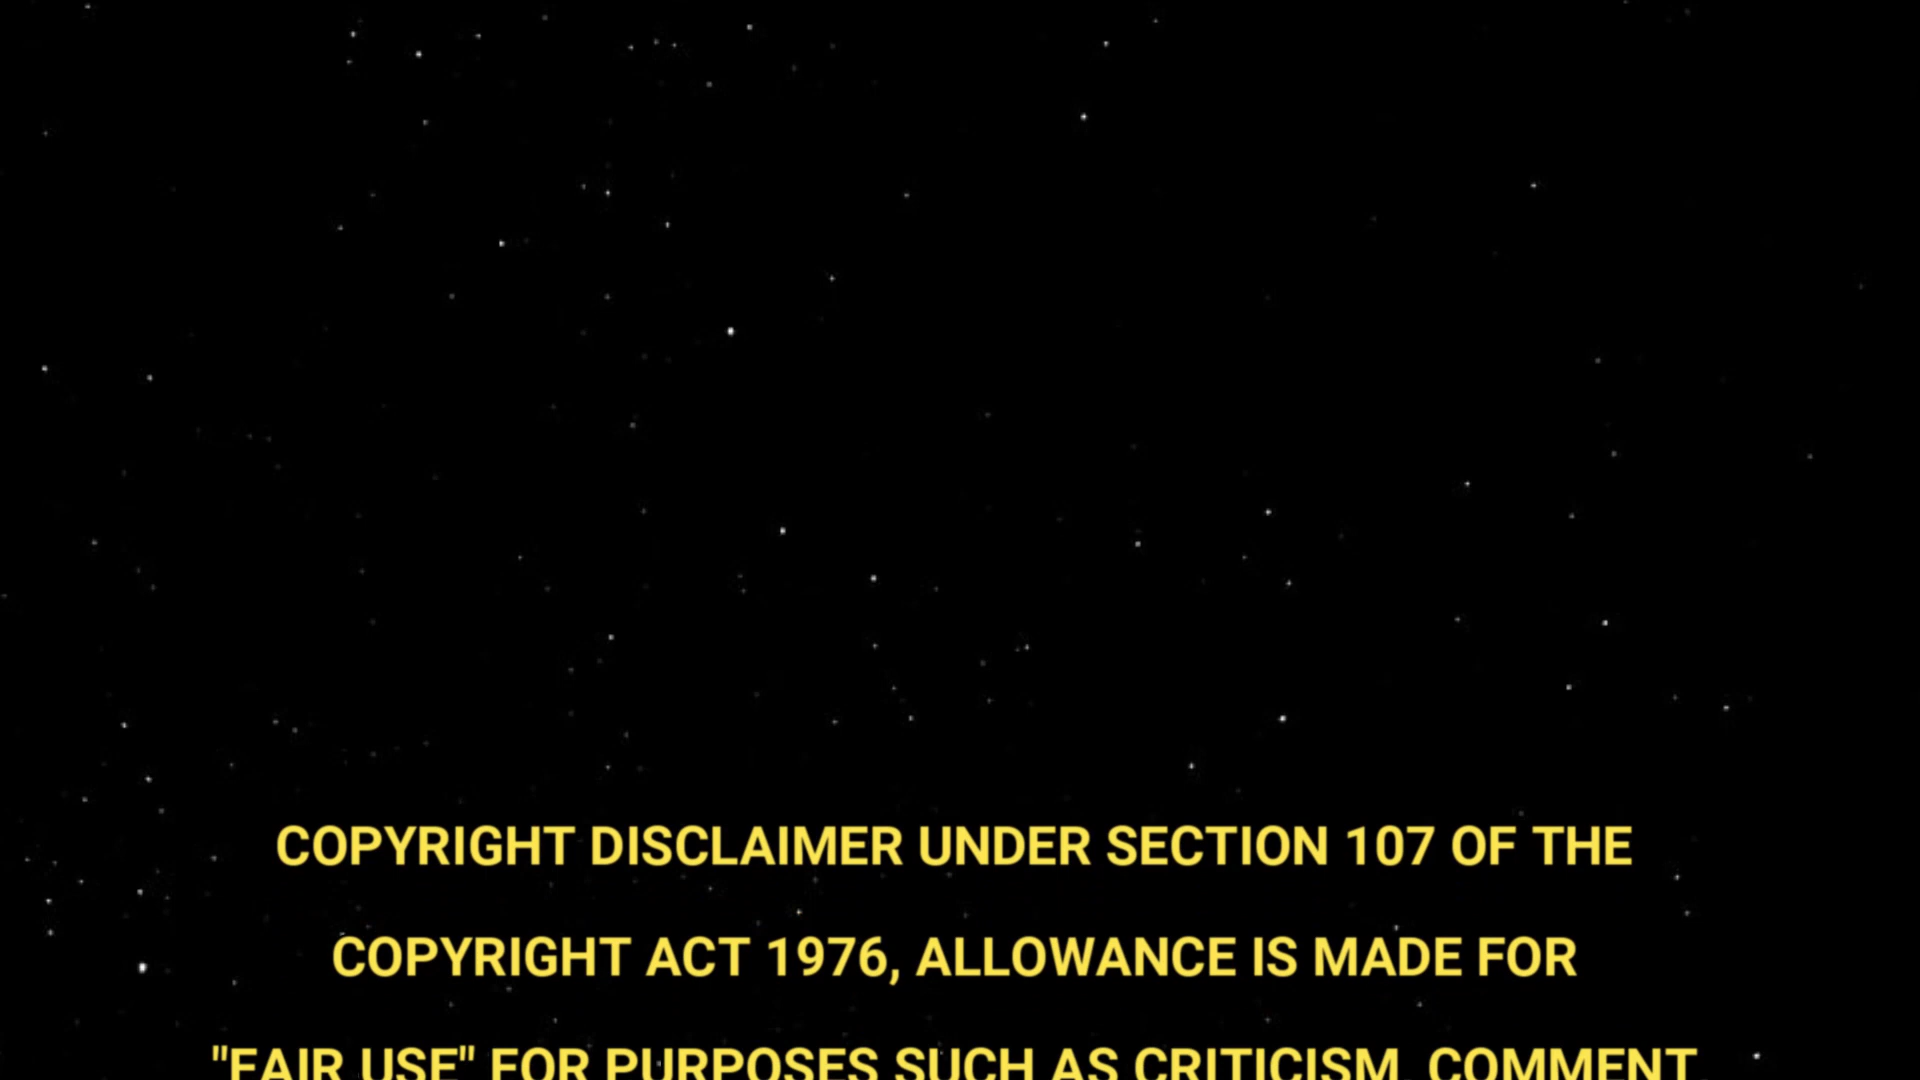 COPYRIGHT DISCLAIMER UNDER SECTION 107 OF THE
COPYRIGHT ACT 1976, ALLOWANCE IS MADE FOR
"FAIR USE" FOR PURPOSES SUCH AS CRITICISM, COMMENT,